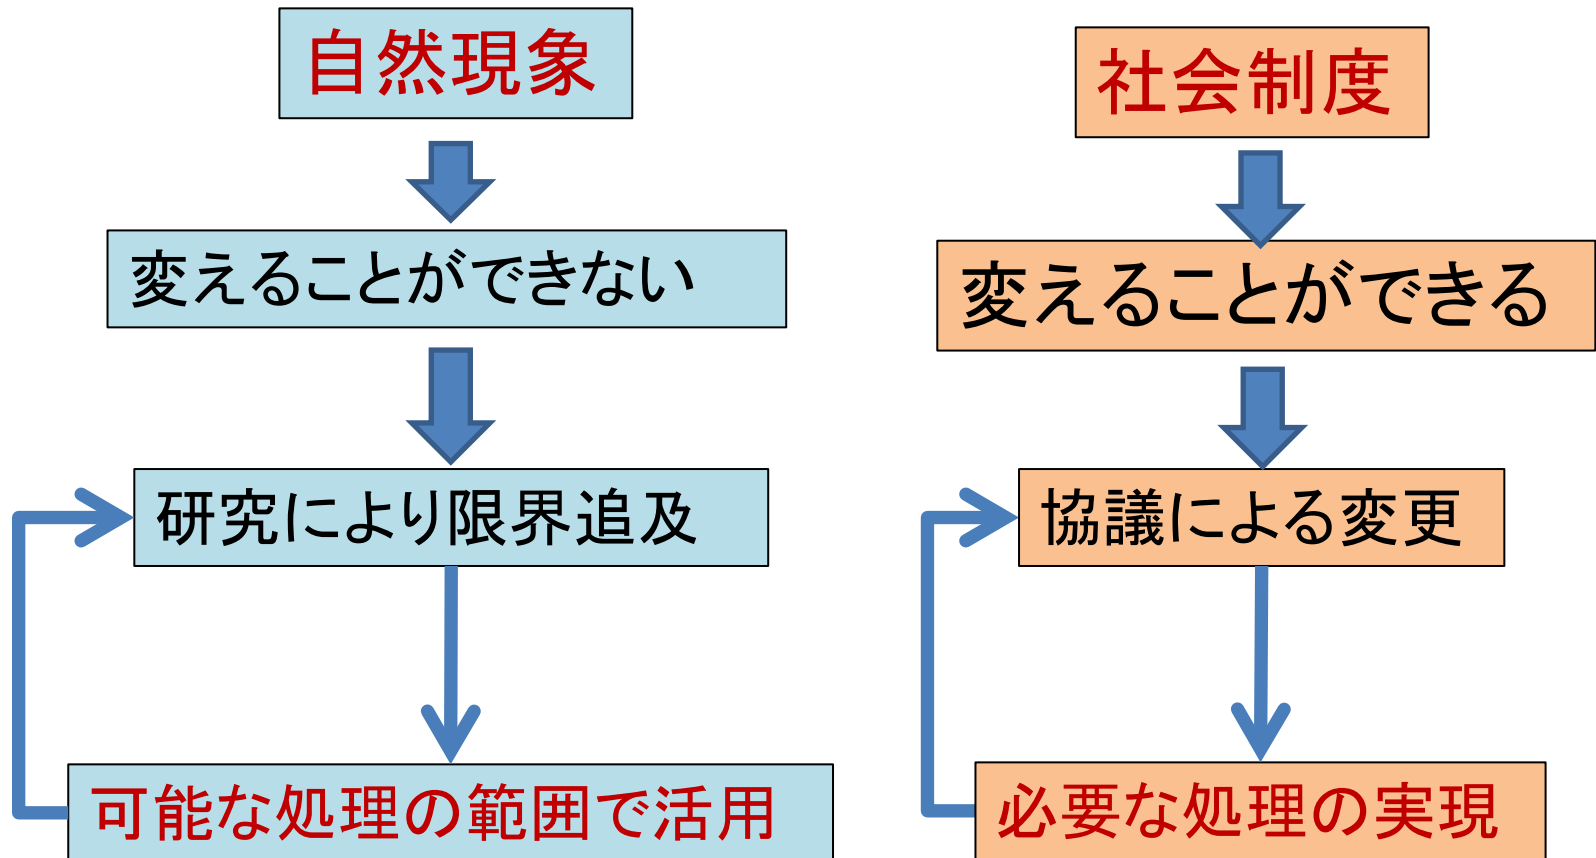 自然現象
変えることができない
研究により限界追及
可能な処理の範囲で活用
社会制度
変えることができる
協議による変更
必要な処理の実現